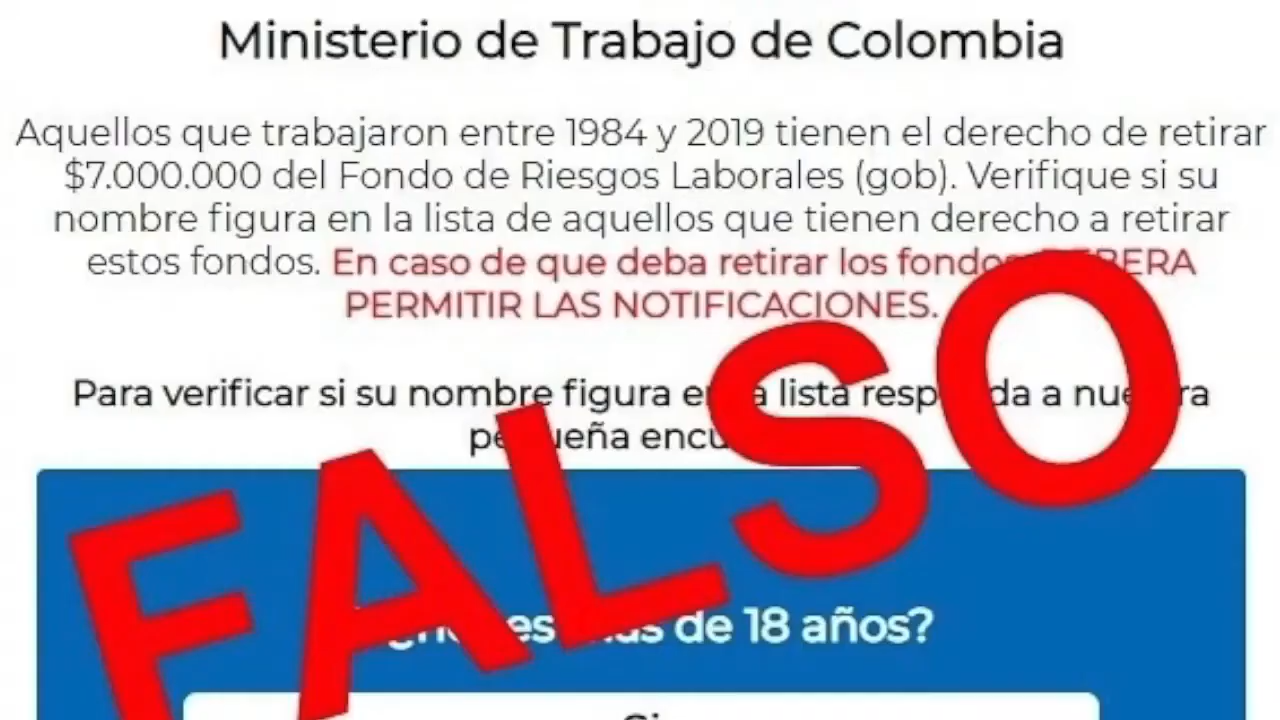 Ministerio de Trabajo de Colombia
Aquellos que trabajaron entre 1984 y 2019 tienen el derecho de retirar
$7.000.000 del Fondo de Riesgos Laborales (gob). Verifique si su
nombre figura en la lista de aquellos que tienen derecho a retirar
estos fondos. En caso de que deba retirar los
PERMITIR LAS NOTIFICACIONES.
Para verificar si su nombre figura lista a
FALSO
de 18 años?